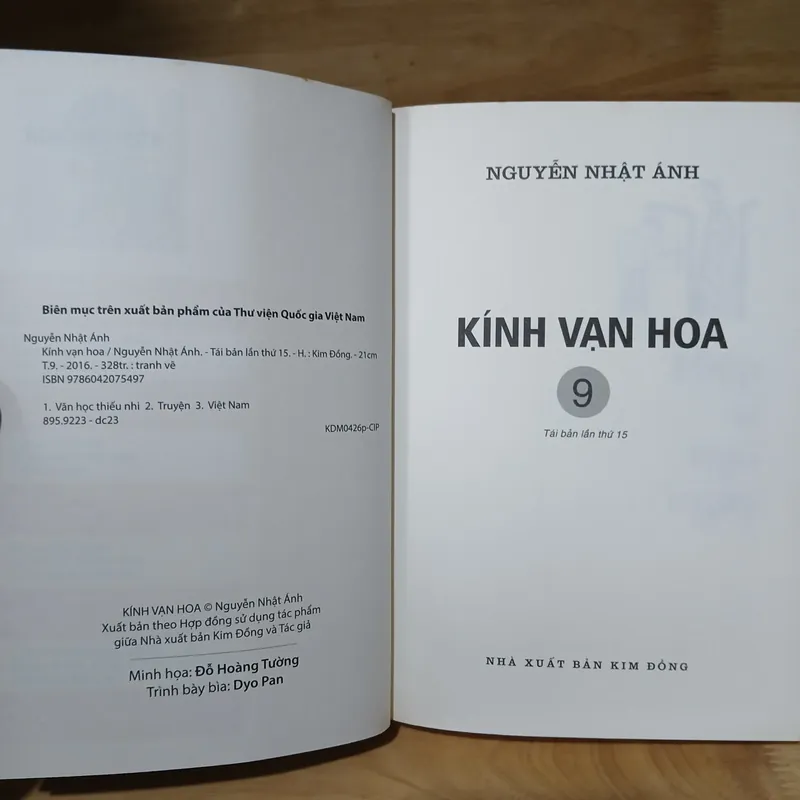 Biên mục trên xuất bản phẩm của Thư viện Quốc gia Việt Nam
Nguyễn Nhật Ánh
Kính vạn hoa / Nguyễn Nhật Ánh. - Tái bản lần thứ 15. - H. : Kim Đồng. - 21cm
T.9. - 2016. - 328tr. : tranh vẽ
ISBN 9786042075497
1. Văn học thiếu nhi 2. Truyện 3. Việt Nam
895.9223 - dc23
KDM0426p-CIP
KÍNH VẠN HOA © Nguyễn Nhật Ánh
Xuất bản theo Hợp đồng sử dụng tác phẩm
giữa Nhà xuất bản Kim Đồng và Tác giả
Minh họa: Đỗ Hoàng Tường
Trình bày bìa: Dyo Pan
NGUYỄN NHẬT ÁNH
KÍNH VẠN HOA
9
Tái bản lần thứ 15
NHÀ XUẤT BẢN KIM ĐỒNG